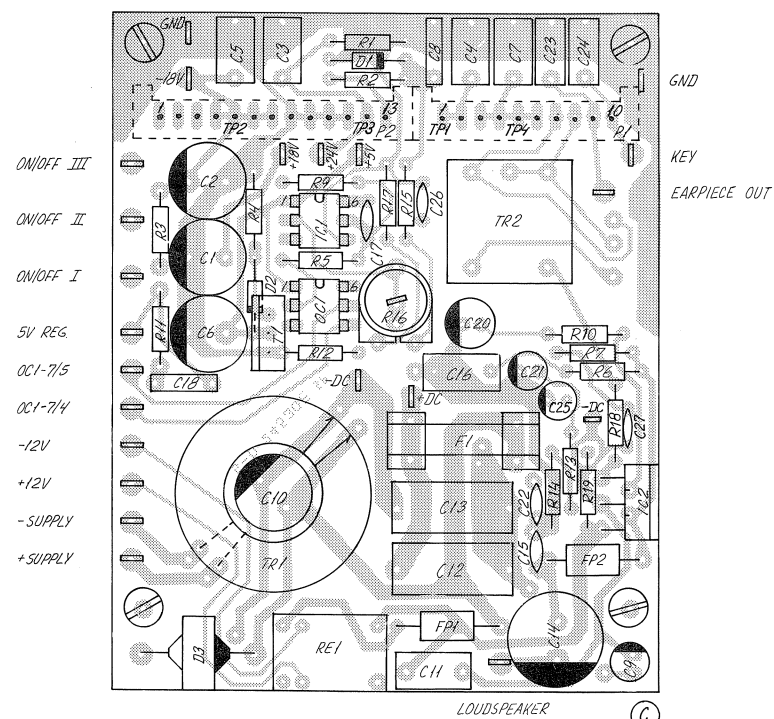 GND
C5
C3
R1
D1
R2
C8
C4
C7
C23
C24
-18V
GND
1
13
P2
TP2
TP3
1
10
P1
TP1
TP4
+18V
+24V
+5V
KEY
ON/OFF III
EARPIECE OUT
C2
R4
R9
1
6
IC1
R17
R15
C26
TR2
ON/OFF II
R3
C1
R5
C17
ON/OFF I
D2
1
6
OC1
R16
C20
5V REG.
R11
C6
T1
R12
R10
R7
R6
OC1-7/5
C18
-DC
C16
C21
OC1-7/4
+DC
C25
-DC
R18
C27
-12V
F1
R13
+12V
C10
C13
C22
R14
R19
IC2
-SUPPLY
C15
+SUPPLY
TR1
C12
FP2
D3
RE1
FP1
C11
C14
C9
LOUDSPEAKER
C